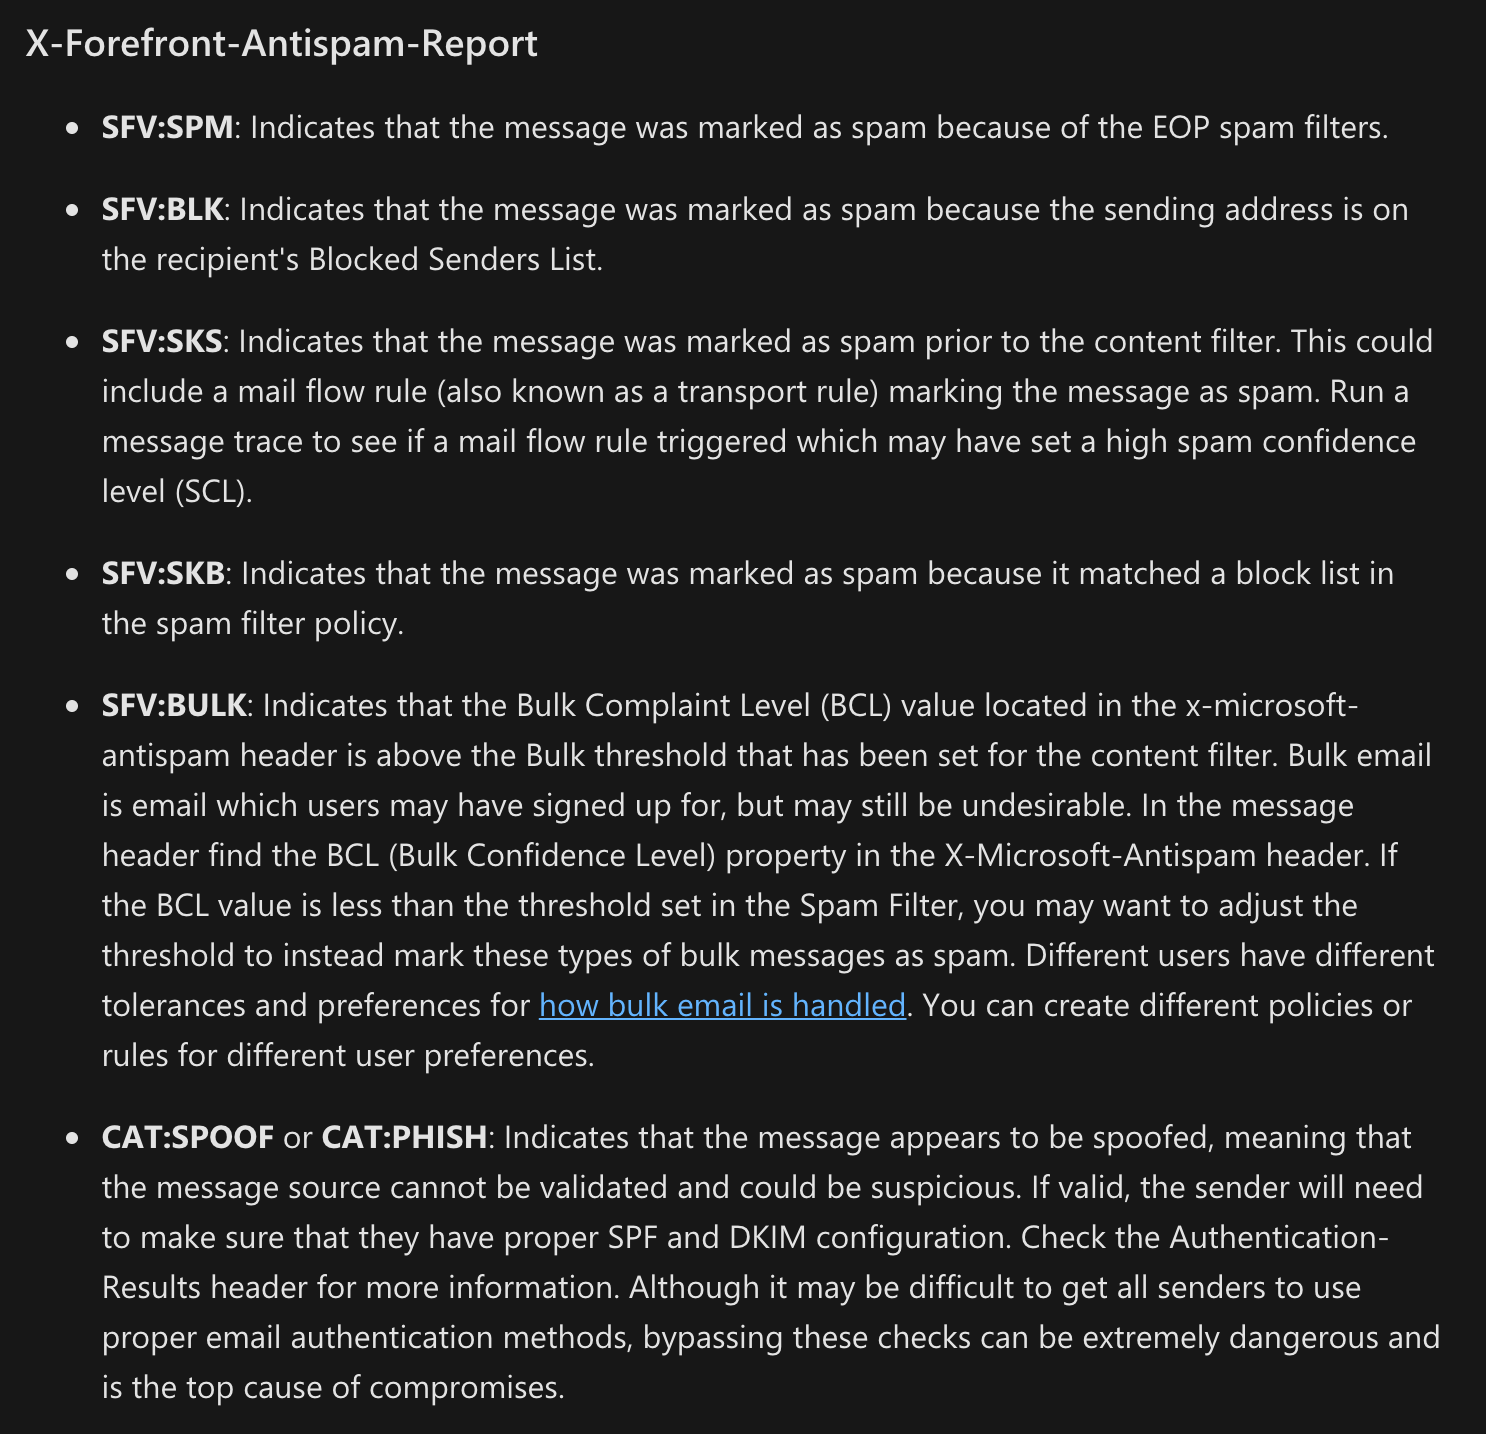 X-Forefront-Antispam-Report
• SFV:SPM: Indicates that the message was marked as spam because of the EOP spam filters.
• SFV:BLK: Indicates that the message was marked as spam because the sending address is on
the recipient's Blocked Senders List.
• SFV:SKS: Indicates that the message was marked as spam prior to the content filter. This could
include a mail flow rule (also known as a transport rule) marking the message as spam. Run a
message trace to see if a mail flow rule triggered which may have set a high spam confidence
level (SCL).
• SFV:SKB: Indicates that the message was marked as spam because it matched a block list in
the spam filter policy.
• SFV:BULK: Indicates that the Bulk Complaint Level (BCL) value located in the x-microsoft-
antispam header is above the Bulk threshold that has been set for the content filter. Bulk email
is email which users may have signed up for, but may still be undesirable. In the message
header find the BCL (Bulk Confidence Level) property in the X-Microsoft-Antispam header. If
the BCL value is less than the threshold set in the Spam Filter, you may want to adjust the
threshold to instead mark these types of bulk messages as spam. Different users have different
tolerances and preferences for how bulk email is handled. You can create different policies or
rules for different user preferences.
• CAT:SPOOF or CAT:PHISH: Indicates that the message appears to be spoofed, meaning that
the message source cannot be validated and could be suspicious. If valid, the sender will need
to make sure that they have proper SPF and DKIM configuration. Check the Authentication-
Results header for more information. Although it may be difficult to get all senders to use
proper email authentication methods, bypassing these checks can be extremely dangerous and
is the top cause of compromises.